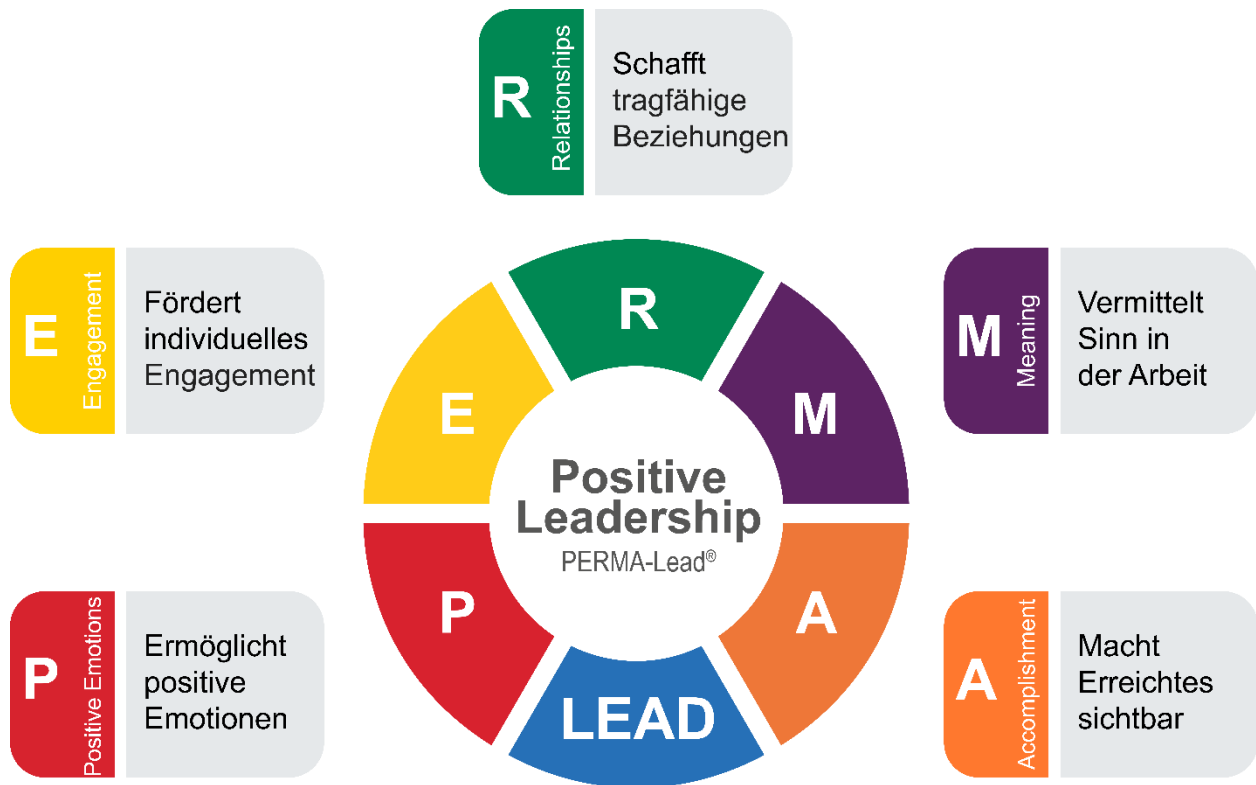 R
Relationships
Schafft
tragfähige
Beziehungen
E
Engagement
Fördert
individuelles
Engagement
M
Meaning
Vermittelt
Sinn in
der Arbeit
P
Positive Emotions
Ermöglicht
positive
Emotionen
A
Accomplishment
Macht
Erreichtes
sichtbar
R
E
M
Positive
Leadership
PERMA-Lead®
P
A
LEAD